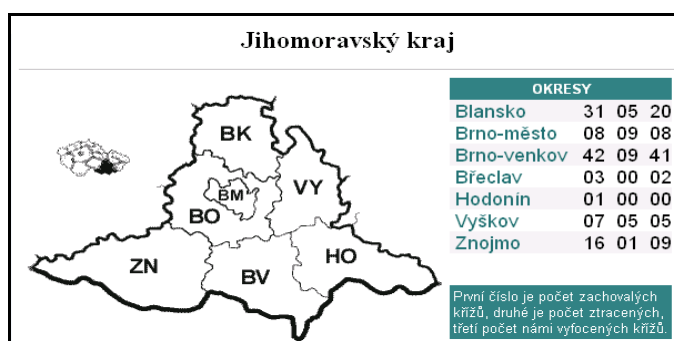 Jihomoravský kraj
OKRESY
Blansko 31 05 20
Brno-město 08 09 08
Brno-venkov 42 09 41
Břeclav 03 00 02
Hodonín 01 00 00
Vyškov 07 05 05
Znojmo 16 01 09
BK
VY
BM
BO
ZN
BV
HO
První číslo je počet zachovalých
křížů, druhé je počet ztracených,
třetí počet námi vyfocených křížů.